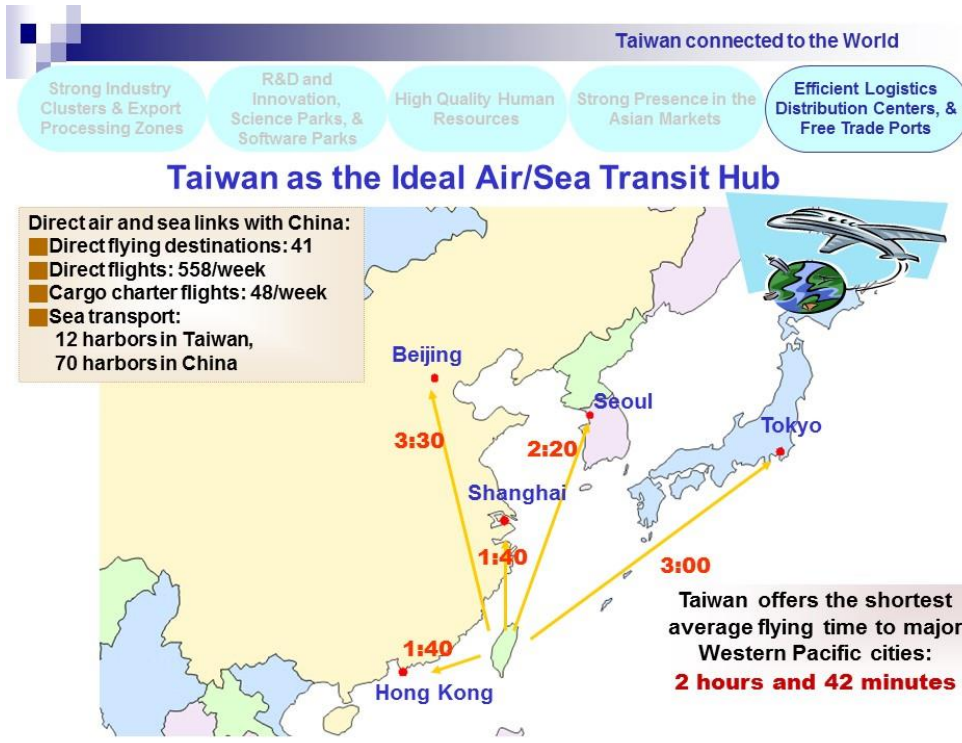 Taiwan connected to the World
Strong Industry
Clusters & Export
Processing Zones
R&D and
Innovation,
Science Parks, &
Software Parks
High Quality Human
Resources
Strong Presence in the
Asian Markets
Efficient Logistics
Distribution Centers, &
Free Trade Ports
Taiwan as the Ideal Air/Sea Transit Hub
Direct air and sea links with China:
Direct flying destinations: 41
Direct flights: 558/week
Cargo charter flights: 48/week
Sea transport:
12 harbors in Taiwan,
70 harbors in China
Beijing
Seoul
Tokyo
3:30
2:20
Shanghai
1:40
3:00
1:40
Hong Kong
Taiwan offers the shortest
average flying time to major
Western Pacific cities:
2 hours and 42 minutes